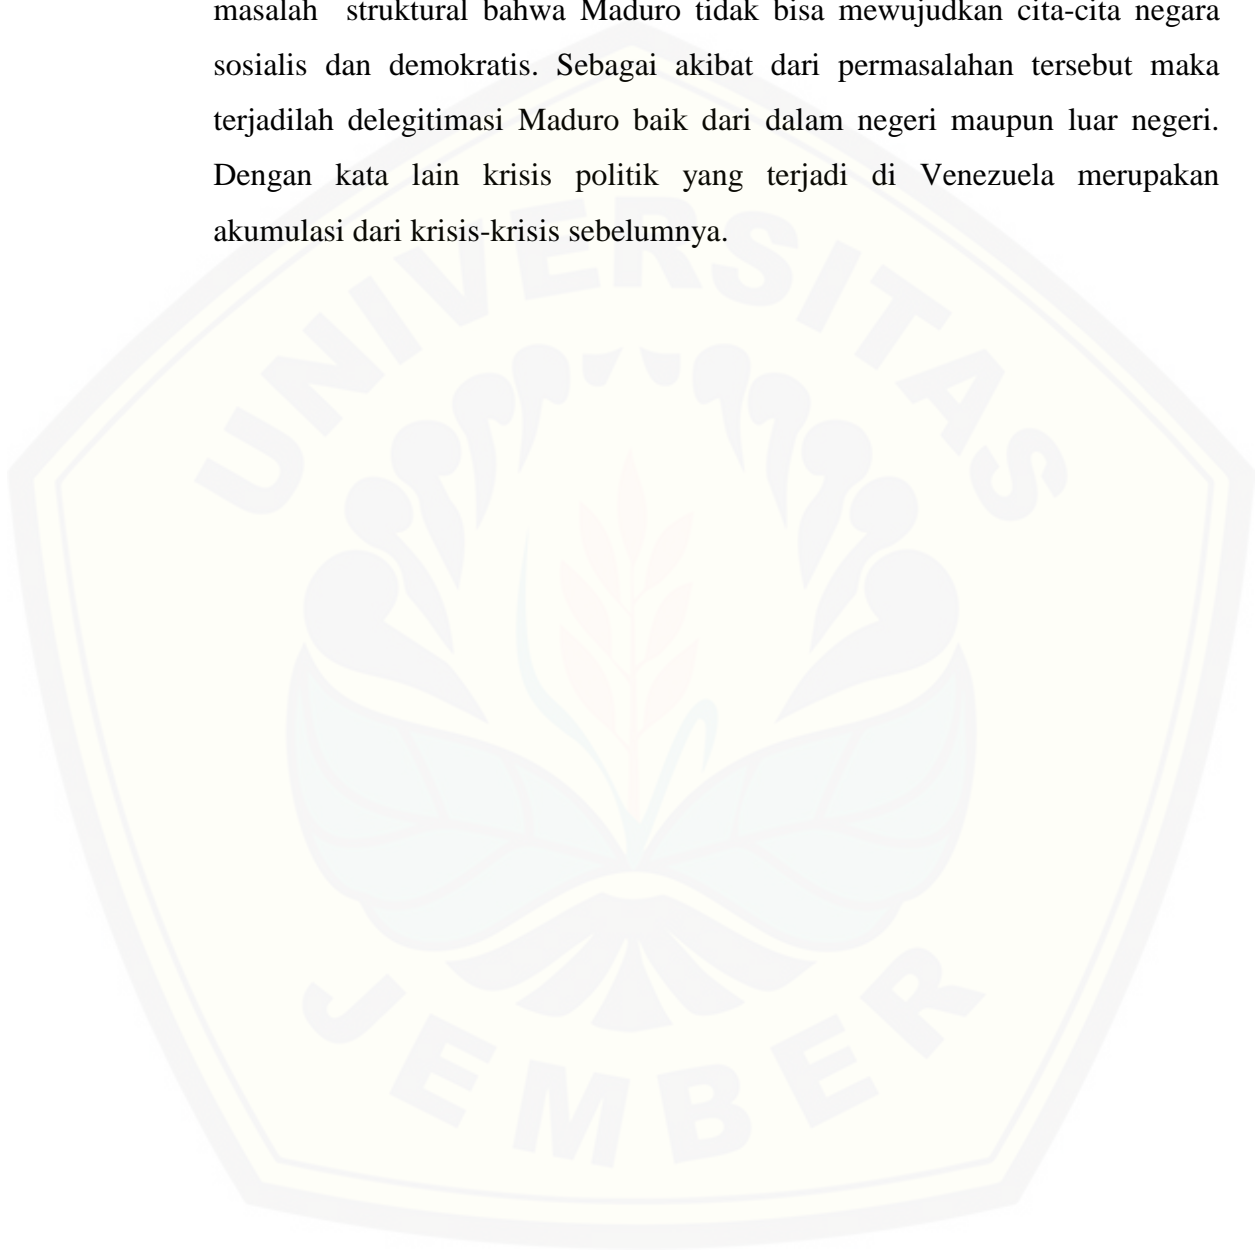 masalah struktural bahwa Maduro tidak bisa mewujudkan cita-cita negara
sosialis dan demokratis. Sebagai akibat dari permasalahan tersebut maka
terjadilah delegitimasi Maduro baik dari dalam negeri maupun luar negeri.
Dengan kata lain krisis politik yang terjadi di Venezuela merupakan
akumulasi dari krisis-krisis sebelumnya.
UNIVERSITAS
JEMBER